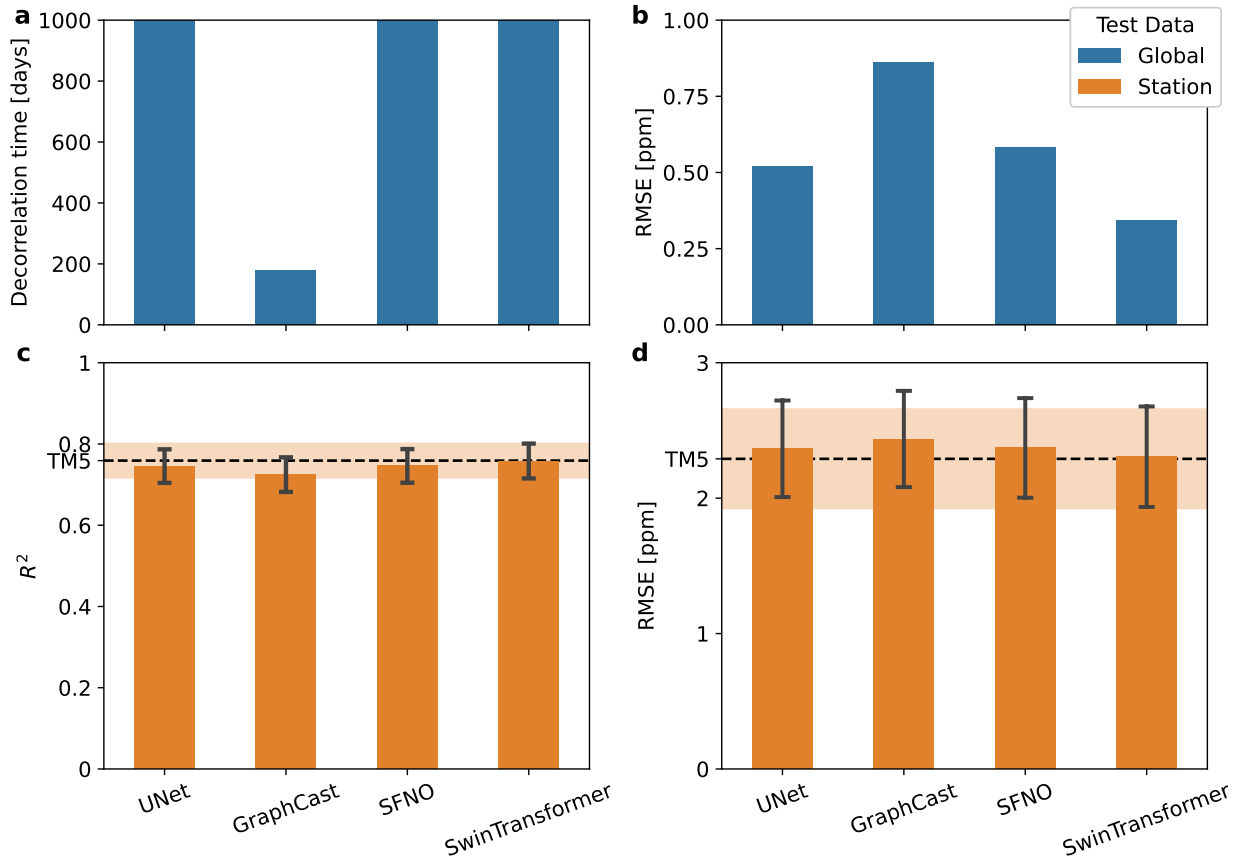 a
Decorrelation time [days]
1000
800
600
400
200
0
b
RMSE [ppm]
1.00
0.75
0.50
0.25
0.00
Test Data
Global
Station
c
R²
1
0.8
TM5
0.6
0.4
0.2
0
UNet
GraphCast
SFNO
SwinTransformer
d
RMSE [ppm]
3
TM5
2
1
0
UNet
GraphCast
SFNO
SwinTransformer